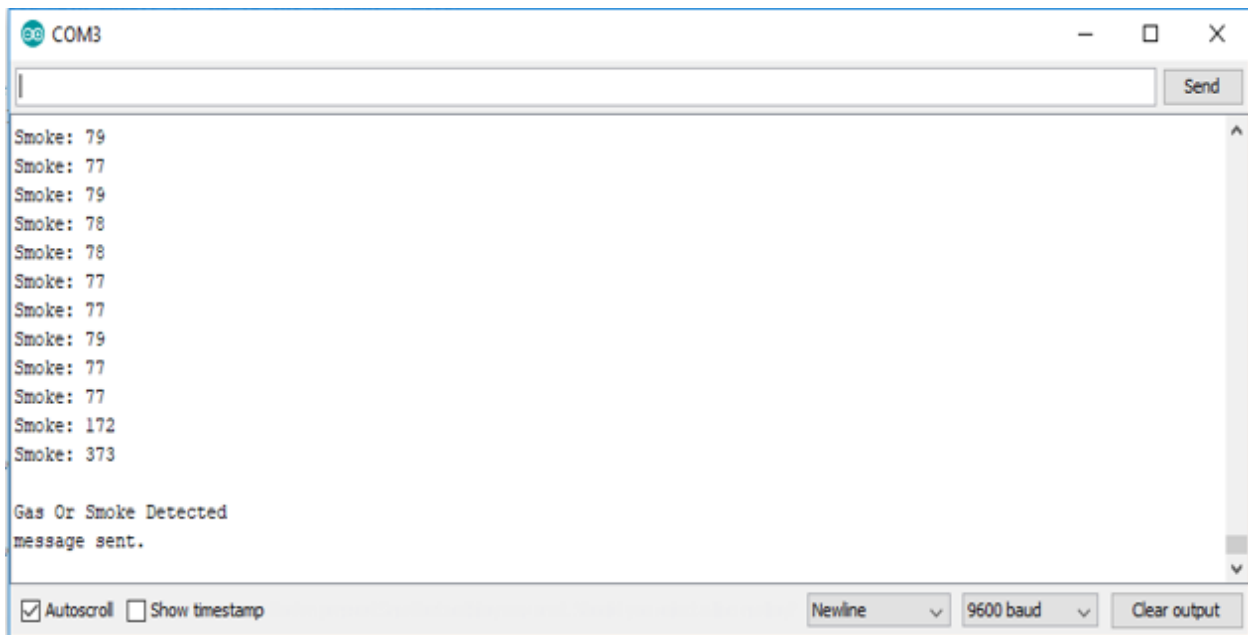 COM3
Send
Smoke: 79
Smoke: 77
Smoke: 79
Smoke: 78
Smoke: 78
Smoke: 77
Smoke: 77
Smoke: 79
Smoke: 77
Smoke: 77
Smoke: 172
Smoke: 373
Gas Or Smoke Detected
message sent.
Autoscroll Show timestamp Newline 9600 baud Clear output